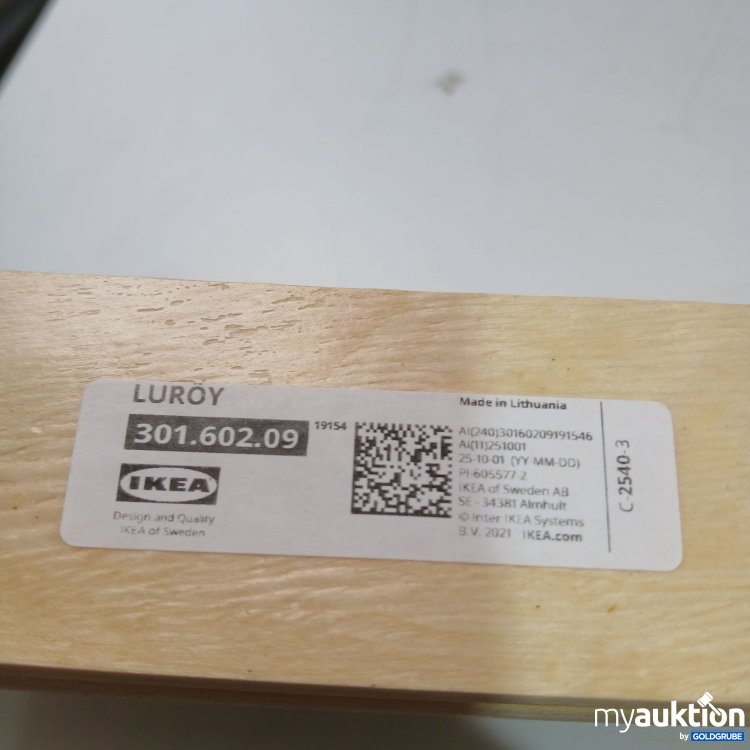 LURÖY
301.602.09
19154
IKEA
Design and Quality
IKEA of Sweden
Made in Lithuania
AI(240)30160209191546
AI(11)251001
25-10-01 (YY-MM-DD)
PI-605577-2
IKEA of Sweden AB
SE - 34381 Älmhult
© Inter IKEA Systems
B.V. 2021 IKEA.com
C-2540-3
myauktion
by GOLDGRUBE